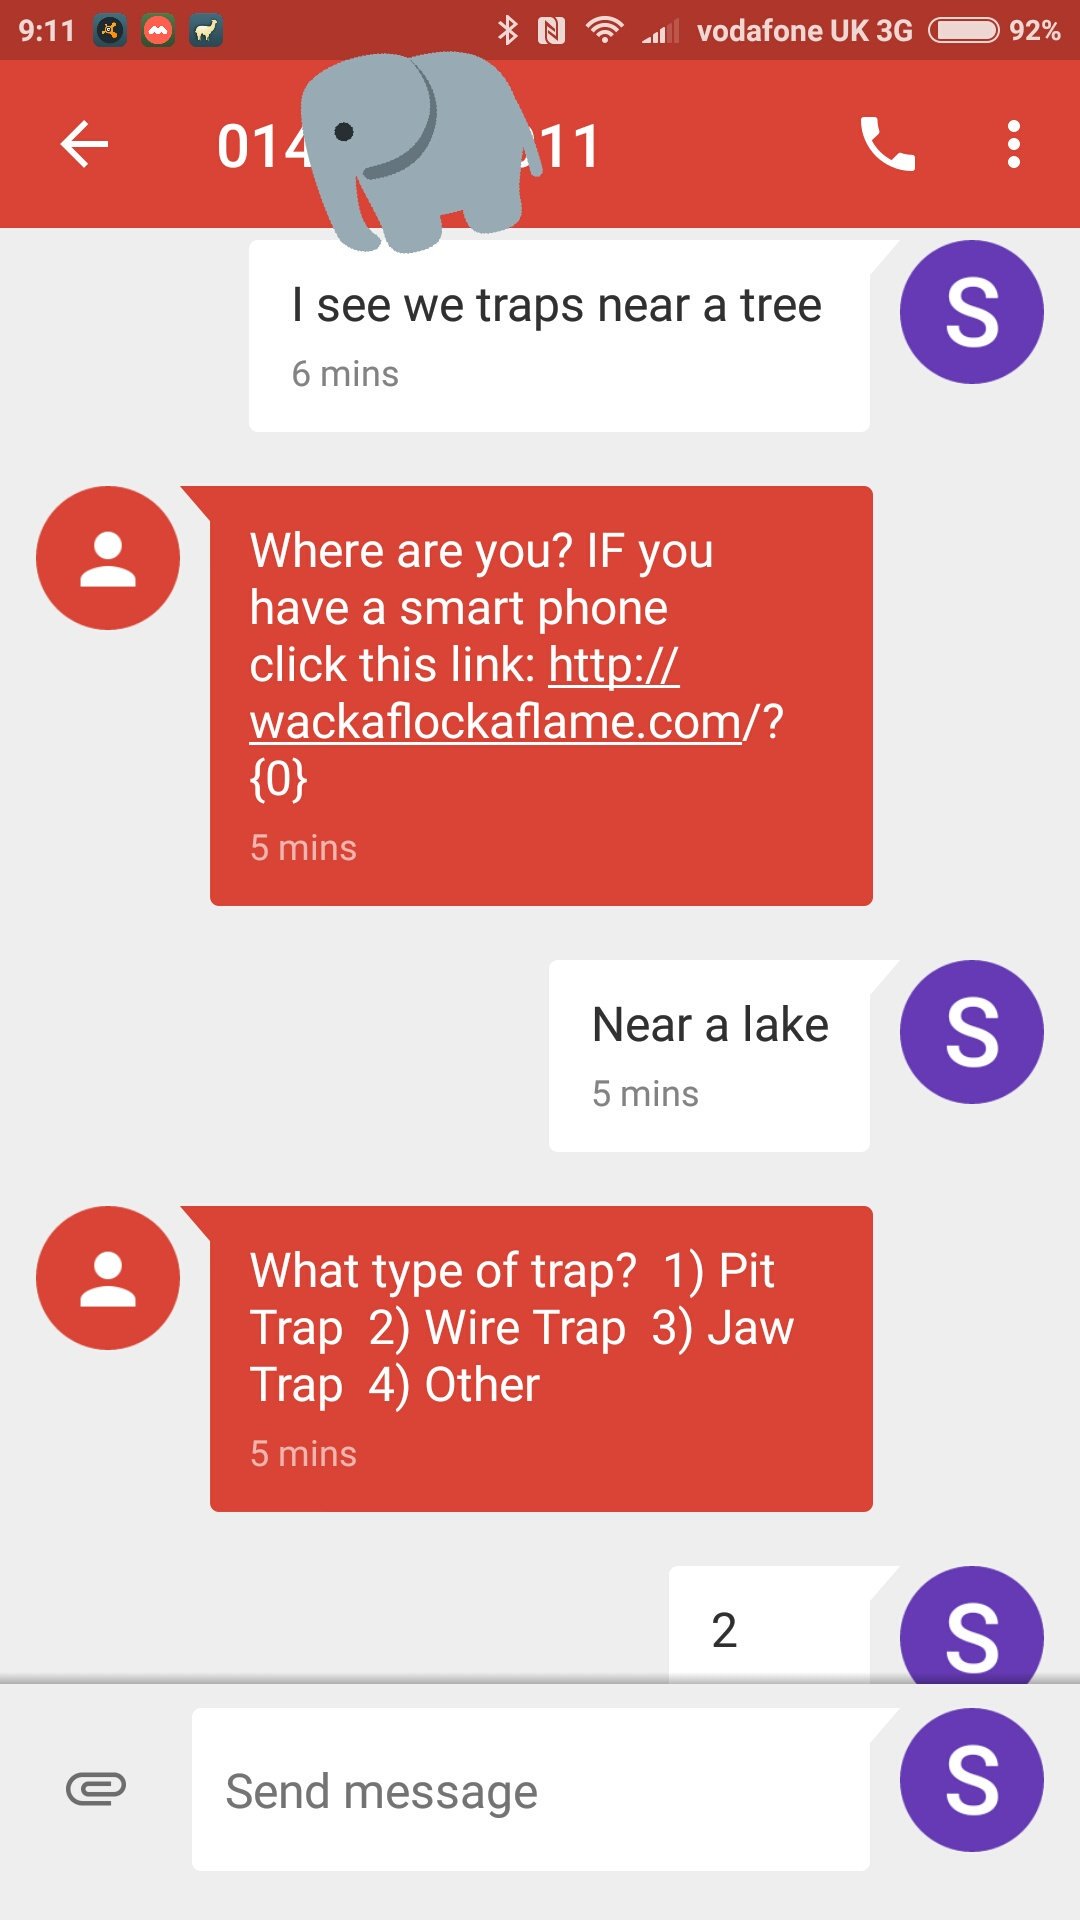 9:11 vodafone UK 3G 92%
014 11
I see we traps near a tree
6 mins
Where are you? IF you
have a smart phone
click this link: http://
wackaflockaflame.com/?
{0}
5 mins
Near a lake
5 mins
What type of trap?  1) Pit
Trap  2) Wire Trap  3) Jaw
Trap  4) Other
5 mins
2
Send message
S
S
S
S